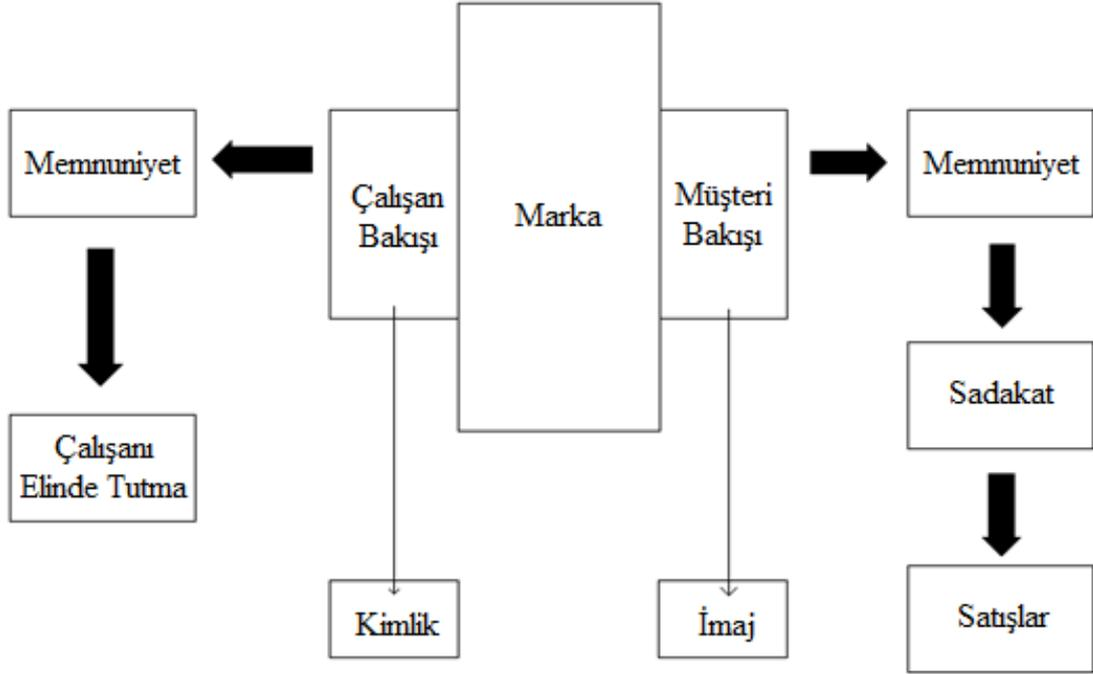 Memnuniyet
Çalışan
Bakışı
Marka
Müşteri
Bakışı
Memnuniyet
Çalışanı
Elinde Tutma
Sadakat
Kimlik
İmaj
Satışlar